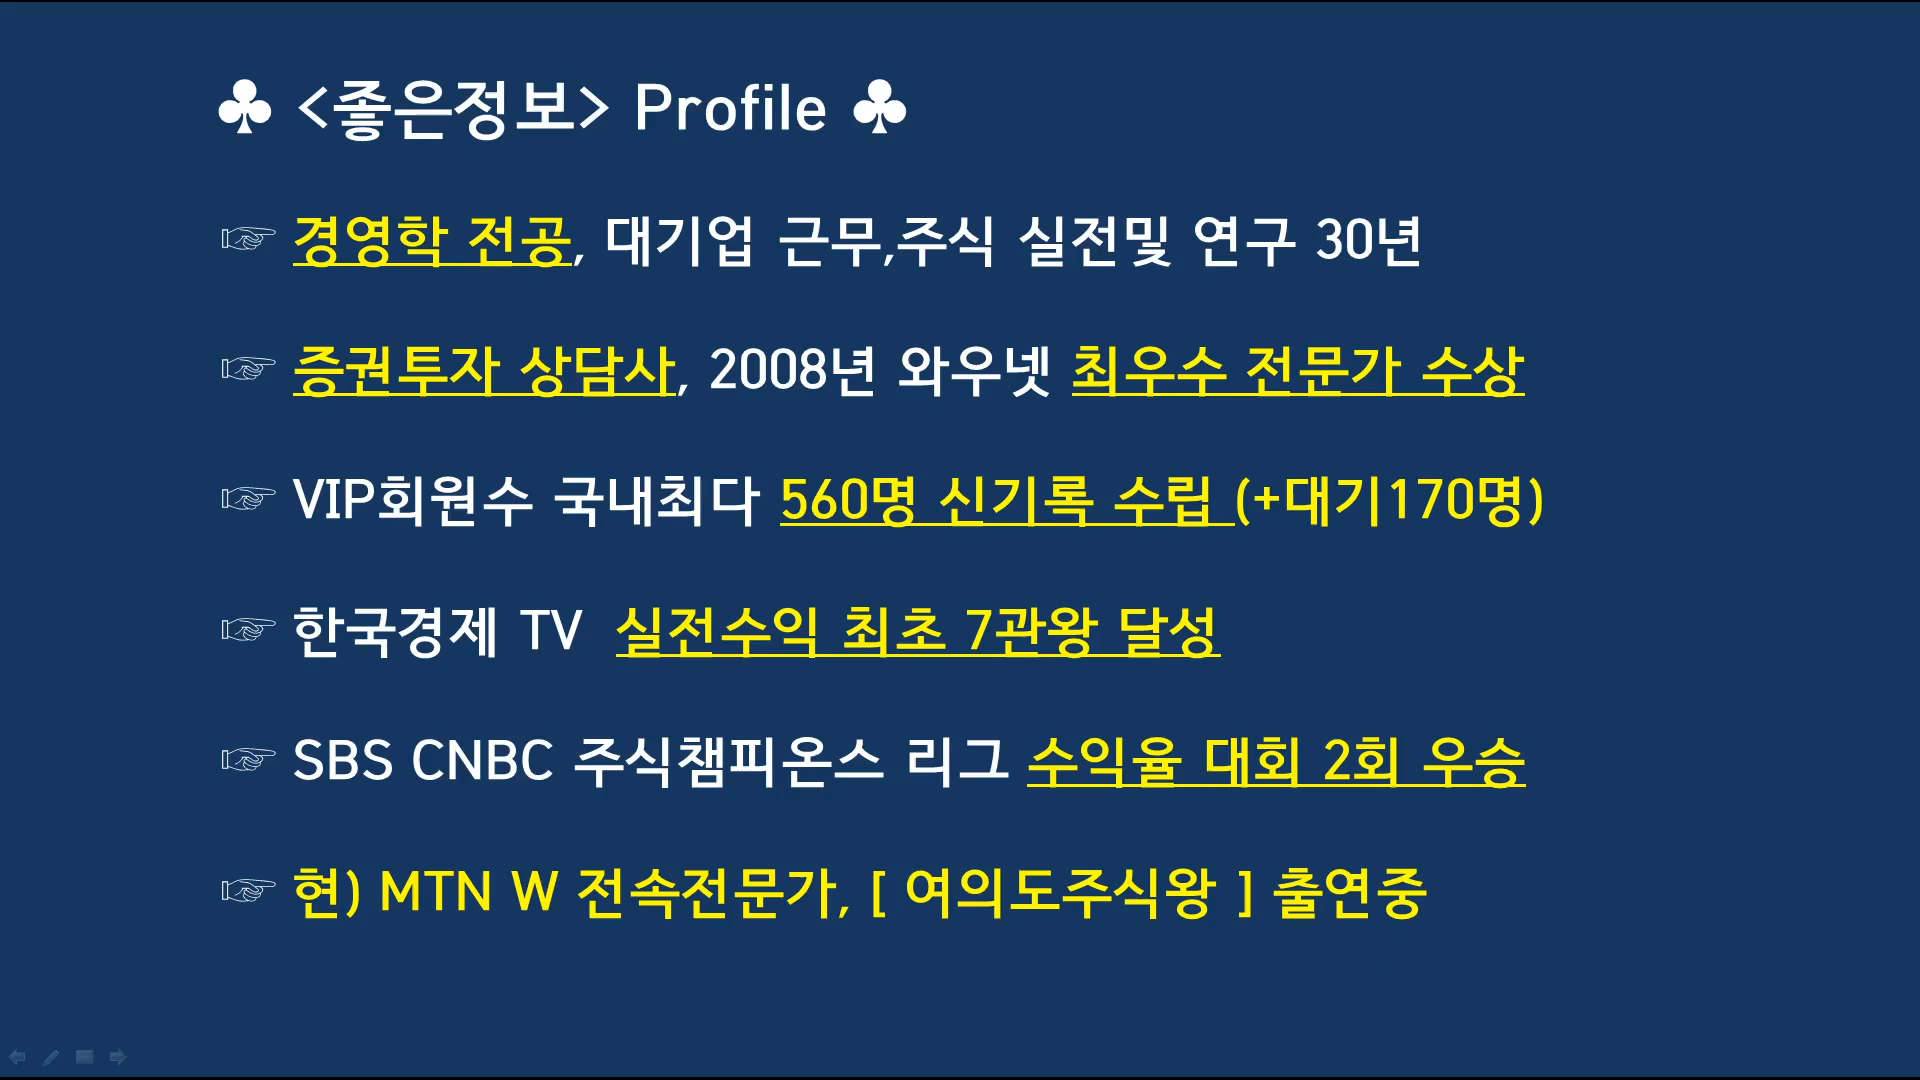 ♣ <좋은정보> Profile ♣
☞ 경영학 전공, 대기업 근무,주식 실전및 연구 30년
☞ 증권투자 상담사, 2008년 와우넷 최우수 전문가 수상
☞ VIP회원수 국내최다 560명 신기록 수립 (+대기170명)
☞ 한국경제 TV 실전수익 최초 7관왕 달성
☞ SBS CNBC 주식챔피온스 리그 수익율 대회 2회 우승
☞ 현) MTN W 전속전문가, [ 여의도주식왕 ] 출연중